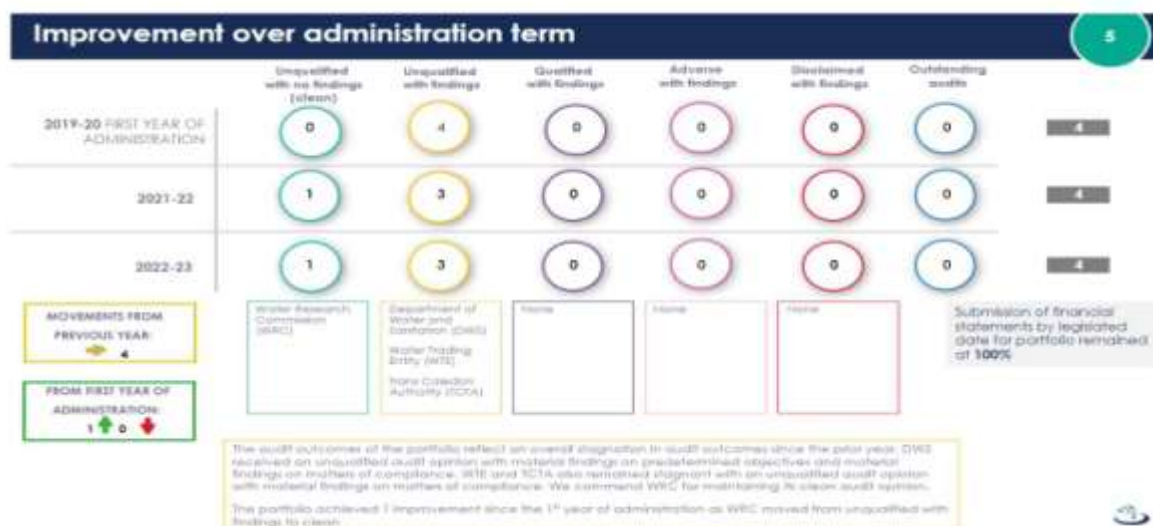 Improvement over administration term
5
Unqualified with no findings (clean)
Unqualified with findings
Qualified with findings
Adverse with findings
Disclaimed with findings
Outstanding audits
2019-20 FIRST YEAR OF
ADMINISTRATION
0 4 0 0 0 0 4
2021-22
1 3 0 0 0 0 4
2022-23
1 3 0 0 0 0 4
MOVEMENTS FROM
PREVIOUS YEAR:
4
FROM FIRST YEAR OF
ADMINISTRATION:
1 0
Water Research
Commission
(WRC)
Department of
Water and
Sanitation (DWS)
Water Trading
Entity (WTE)
Trans Caledon
Authority (TCTA)
None
None
None
Submission of financial
statements by legislated
date for portfolio remained
at 100%
The audit outcomes of the portfolio reflect an overall stagnation in audit outcomes since the prior year. DWS
received an unqualified audit opinion with material findings on predetermined objectives and material
findings on matters of compliance. WTE and TCTA also remained stagnant with an unqualified audit opinion
with material findings on matters of compliance. We commend WRC for maintaining its clean audit opinion.
The portfolio achieved 1 improvement since the 1st year of administration as WRC moved from unqualified with
findings to clean